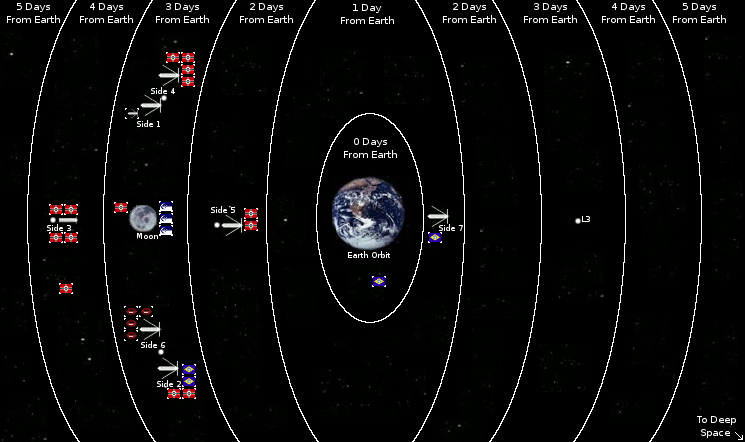 5 Days
From Earth
4 Days
From Earth
3 Days
From Earth
2 Days
From Earth
1 Day
From Earth
2 Days
From Earth
3 Days
From Earth
4 Days
From Earth
5 Days
From Earth
Side 4
Side 1
0 Days
From Earth
Side 5
Side 3
Moon
Side 7
L3
Earth Orbit
Side 6
Side 2
To Deep
Space